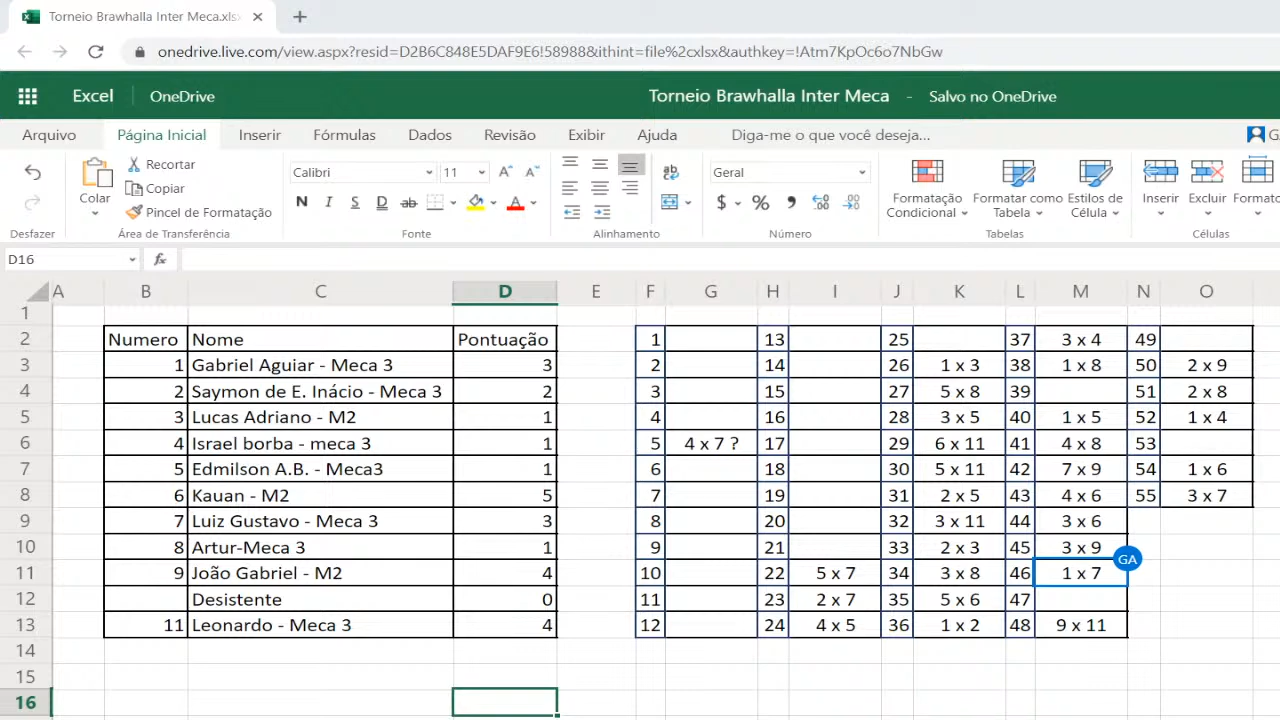 Torneio Brawhalla Inter Meca.xlsx
onedrive.live.com/view.aspx?resid=D2B6C848E5DAF9E6!58988&ithint=file%2cxlsx&authkey=!Atm7KpOc6o7NbGw
Excel OneDrive Torneio Brawhalla Inter Meca - Salvo no OneDrive
Arquivo Página Inicial Inserir Fórmulas Dados Revisão Exibir Ajuda Diga-me o que você deseja...
Desfazer
Colar Recortar Copiar Pincel de Formatação
Área de Transferência
Calibri 11
N I S D ab A
Fonte
ab
Alinhamento
Geral
$ %
Número
Formatação Condicional Formatar como Tabela Estilos de Célula
Tabelas
Inserir Excluir
Células
D16 fx
A B C D E F G H I J K L M N O
1
2 Numero Nome Pontuação 1 13 25 37 3 x 4 49
3 1 Gabriel Aguiar - Meca 3 3 2 14 26 1 x 3 38 1 x 8 50 2 x 9
4 2 Saymon de E. Inácio - Meca 3 2 3 15 27 5 x 8 39 51 2 x 8
5 3 Lucas Adriano - M2 1 4 16 28 3 x 5 40 1 x 5 52 1 x 4
6 4 Israel borba - meca 3 1 5 4 x 7 ? 17 29 6 x 11 41 4 x 8 53
7 5 Edmilson A.B. - Meca3 1 6 18 30 5 x 11 42 7 x 9 54 1 x 6
8 6 Kauan - M2 5 7 19 31 2 x 5 43 4 x 6 55 3 x 7
9 7 Luiz Gustavo - Meca 3 3 8 20 32 3 x 11 44 3 x 6
10 8 Artur-Meca 3 1 9 21 33 2 x 3 45 3 x 9
GA
11 9 João Gabriel - M2 4 10 22 5 x 7 34 3 x 8 46 1 x 7
12 Desistente 0 11 23 2 x 7 35 5 x 6 47
13 11 Leonardo - Meca 3 4 12 24 4 x 5 36 1 x 2 48 9 x 11
14
15
16